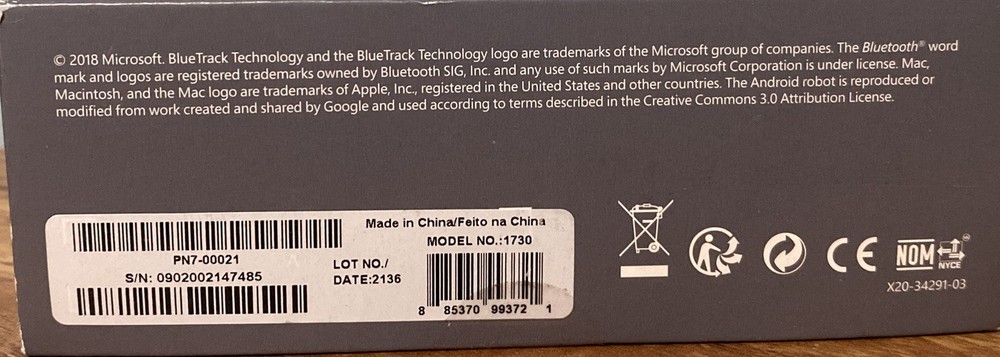 © 2018 Microsoft. BlueTrack Technology and the BlueTrack Technology logo are trademarks of the Microsoft group of companies. The Bluetooth® word
mark and logos are registered trademarks owned by Bluetooth SIG, Inc. and any use of such marks by Microsoft Corporation is under license. Mac,
Macintosh, and the Mac logo are trademarks of Apple, Inc., registered in the United States and other countries. The Android robot is reproduced or
modified from work created and shared by Google and used according to terms described in the Creative Commons 3.0 Attribution License.
PN7-00021
S/N: 0902002147485
Made in China/Feito na China
MODEL NO.:1730
LOT NO./
DATE:2136
8 85370 99372 1
CE
NOM
NYCE
X20-34291-03